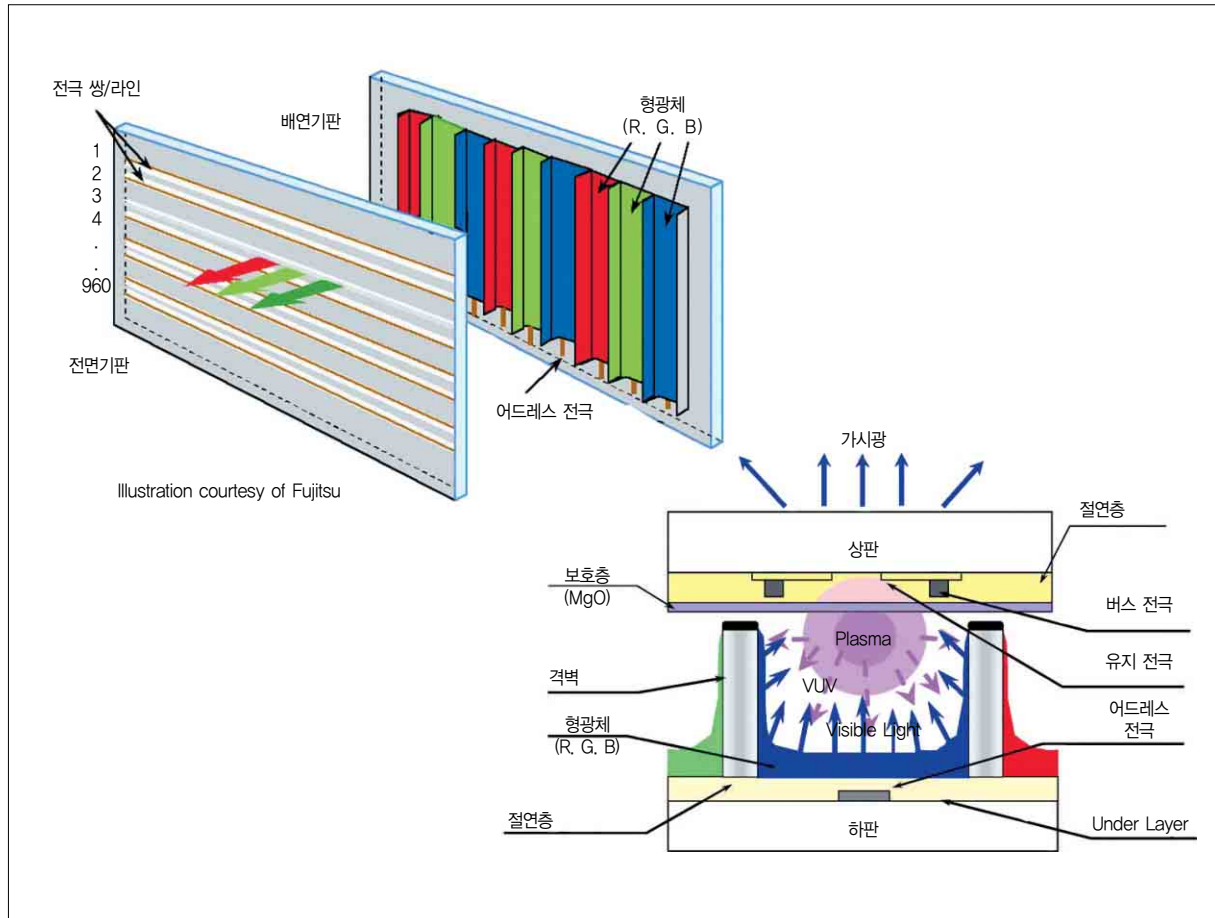 전극 쌍/라인
배연기판
형광체
(R. G. B)
1
2
3
4
.
.
960
전면기판
어드레스 전극
Illustration courtesy of Fujitsu
가시광
절연층
상판
보호층
(MgO)
버스 전극
Plasma
유지 전극
격벽
VUV
어드레스
전극
형광체
(R. G. B)
Visible Light
절연층
하판
Under Layer